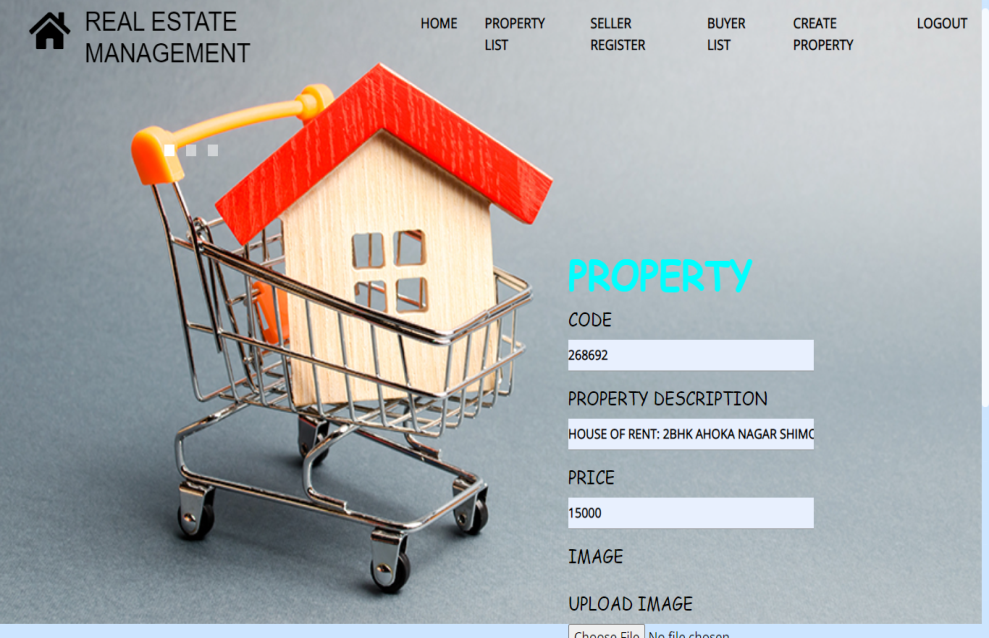 REAL ESTATE
MANAGEMENT
HOME
PROPERTY
LIST
SELLER
REGISTER
BUYER
LIST
CREATE
PROPERTY
LOGOUT
PROPERTY
CODE
268692
PROPERTY DESCRIPTION
HOUSE OF RENT: 2BHK AHOKA NAGAR
PRICE
15000
IMAGE
UPLOAD IMAGE
Choose File No file chosen